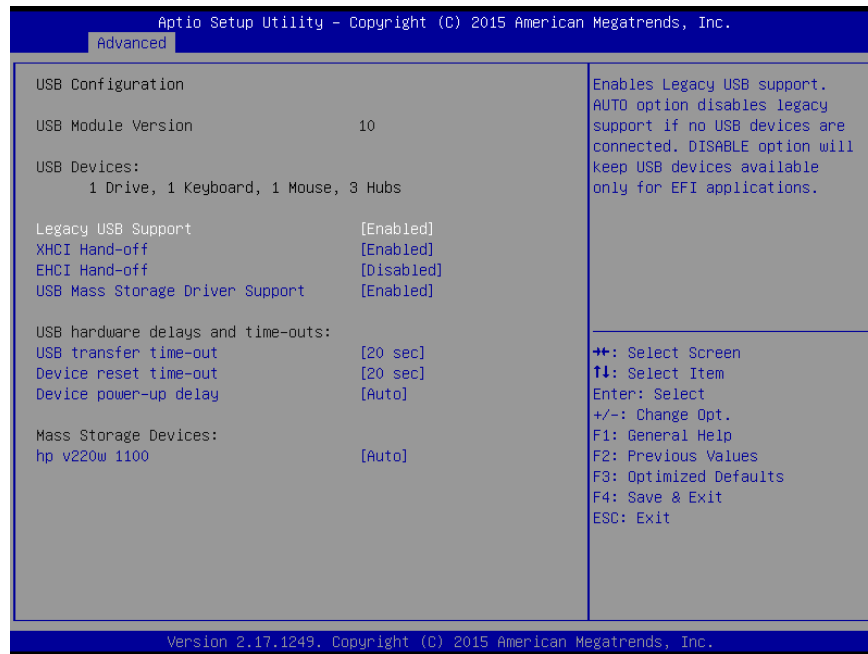 Aptio Setup Utility – Copyright (C) 2015 American Megatrends, Inc.
Advanced
USB Configuration
USB Module Version 10
USB Devices:
1 Drive, 1 Keyboard, 1 Mouse, 3 Hubs
Legacy USB Support [Enabled]
XHCI Hand-off [Enabled]
EHCI Hand-off [Disabled]
USB Mass Storage Driver Support [Enabled]
USB hardware delays and time-outs:
USB transfer time-out [20 sec]
Device reset time-out [20 sec]
Device power-up delay [Auto]
Mass Storage Devices:
hp v220w 1100 [Auto]
Enables Legacy USB support.
AUTO option disables legacy
support if no USB devices are
connected. DISABLE option will
keep USB devices available
only for EFI applications.
→←: Select Screen
↑↓: Select Item
Enter: Select
+/-: Change Opt.
F1: General Help
F2: Previous Values
F3: Optimized Defaults
F4: Save & Exit
ESC: Exit
Version 2.17.1249. Copyright (C) 2015 American Megatrends, Inc.